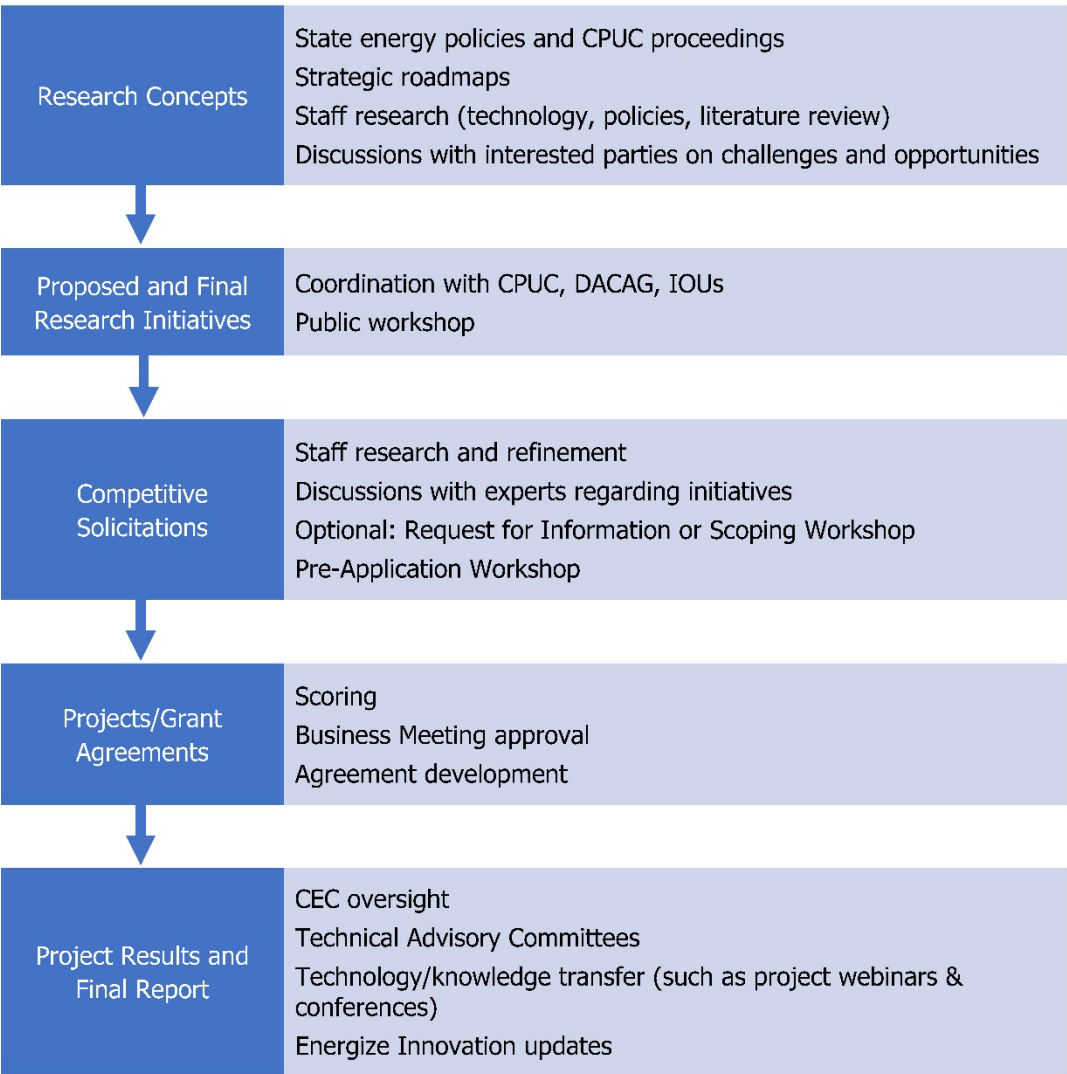 Research Concepts
State energy policies and CPUC proceedings
Strategic roadmaps
Staff research (technology, policies, literature review)
Discussions with interested parties on challenges and opportunities
Proposed and Final
Research Initiatives
Coordination with CPUC, DACAG, IOUs
Public workshop
Competitive
Solicitations
Staff research and refinement
Discussions with experts regarding initiatives
Optional: Request for Information or Scoping Workshop
Pre-Application Workshop
Projects/Grant
Agreements
Scoring
Business Meeting approval
Agreement development
Project Results and
Final Report
CEC oversight
Technical Advisory Committees
Technology/knowledge transfer (such as project webinars &
conferences)
Energize Innovation updates